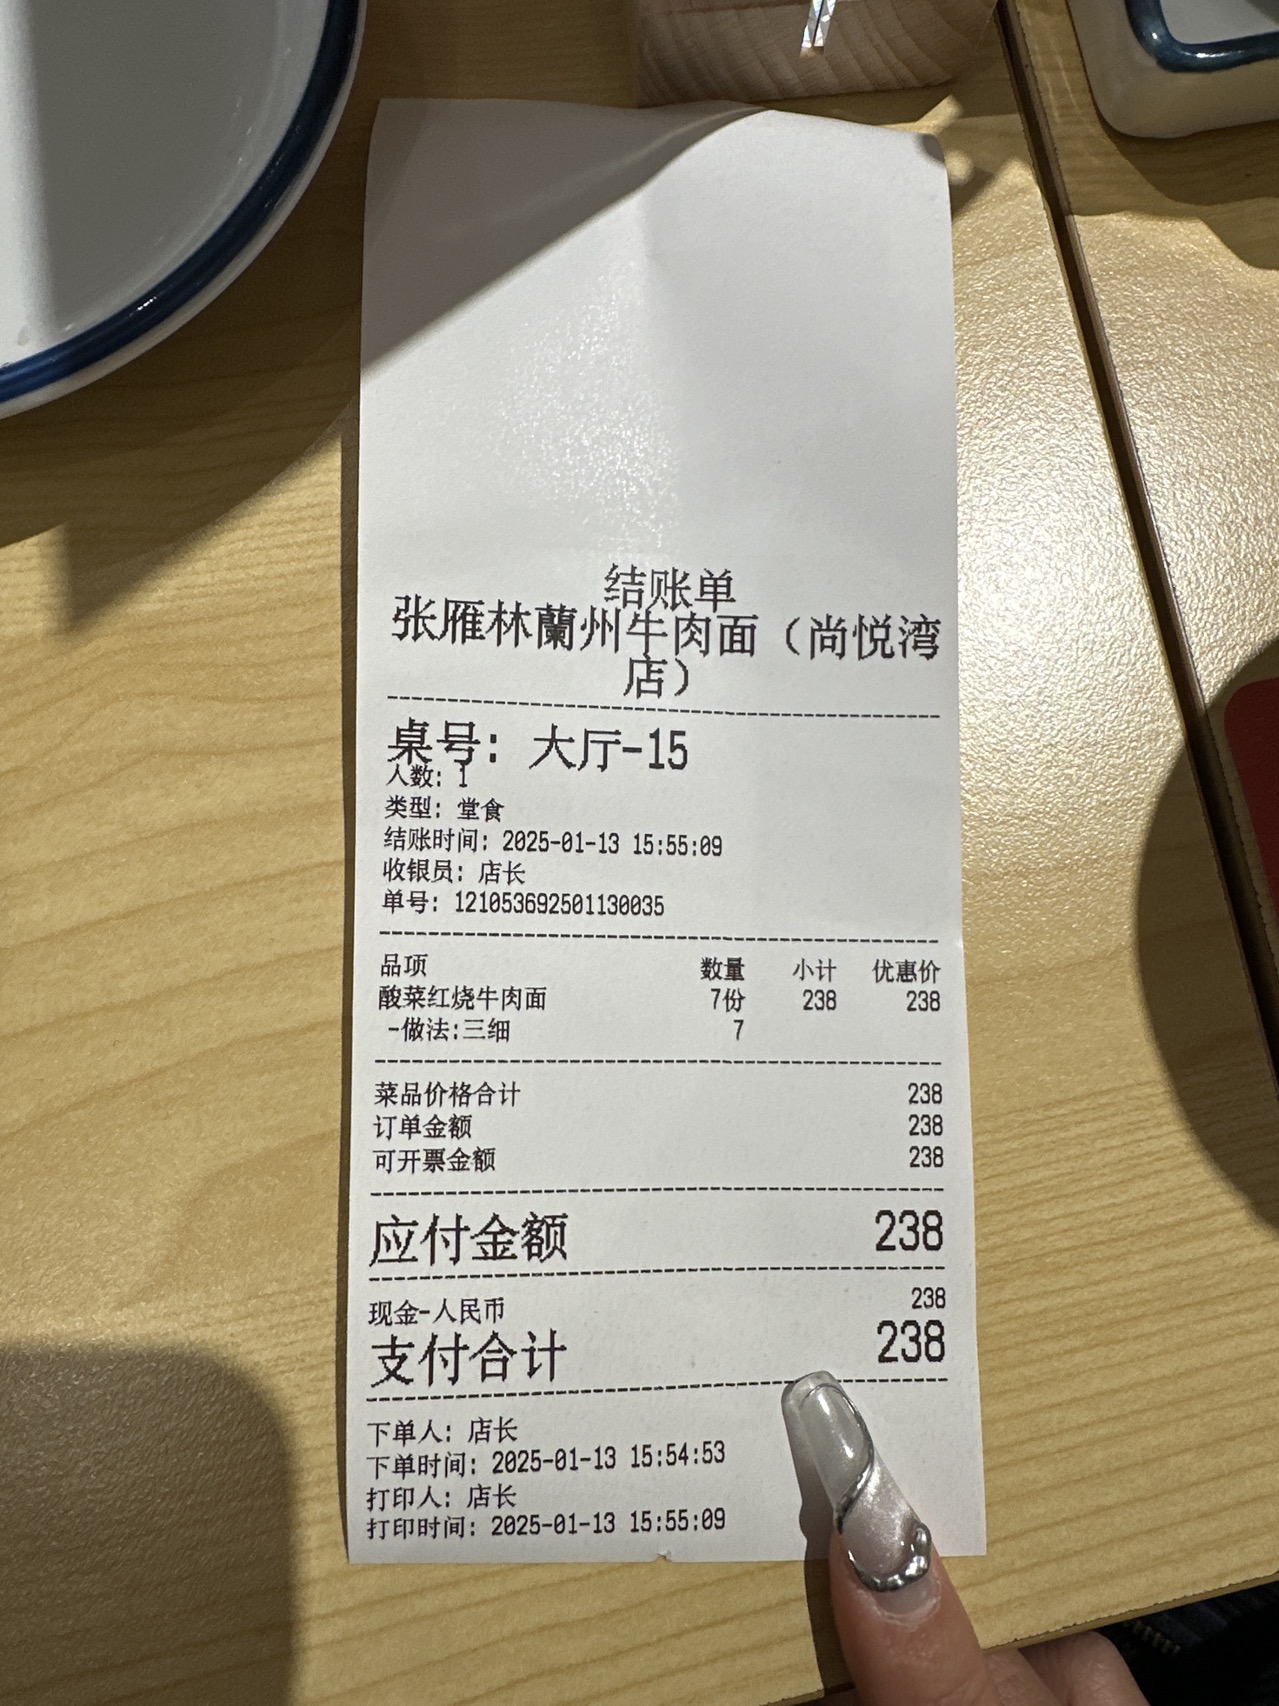 结账单
张雁林蘭州牛肉面（尚悦湾
店）
桌号: 大厅-15
人数: 1
类型: 堂食
结账时间: 2025-01-13 15:55:09
收银员: 店长
单号: 121053692501130035
品项 数量 小计 优惠价
酸菜红烧牛肉面 7份 238 238
-做法:三细 7
菜品价格合计 238
订单金额 238
可开票金额 238
应付金额 238
现金-人民币 238
支付合计 238
下单人: 店长
下单时间: 2025-01-13 15:54:53
打印人: 店长
打印时间: 2025-01-13 15:55:09